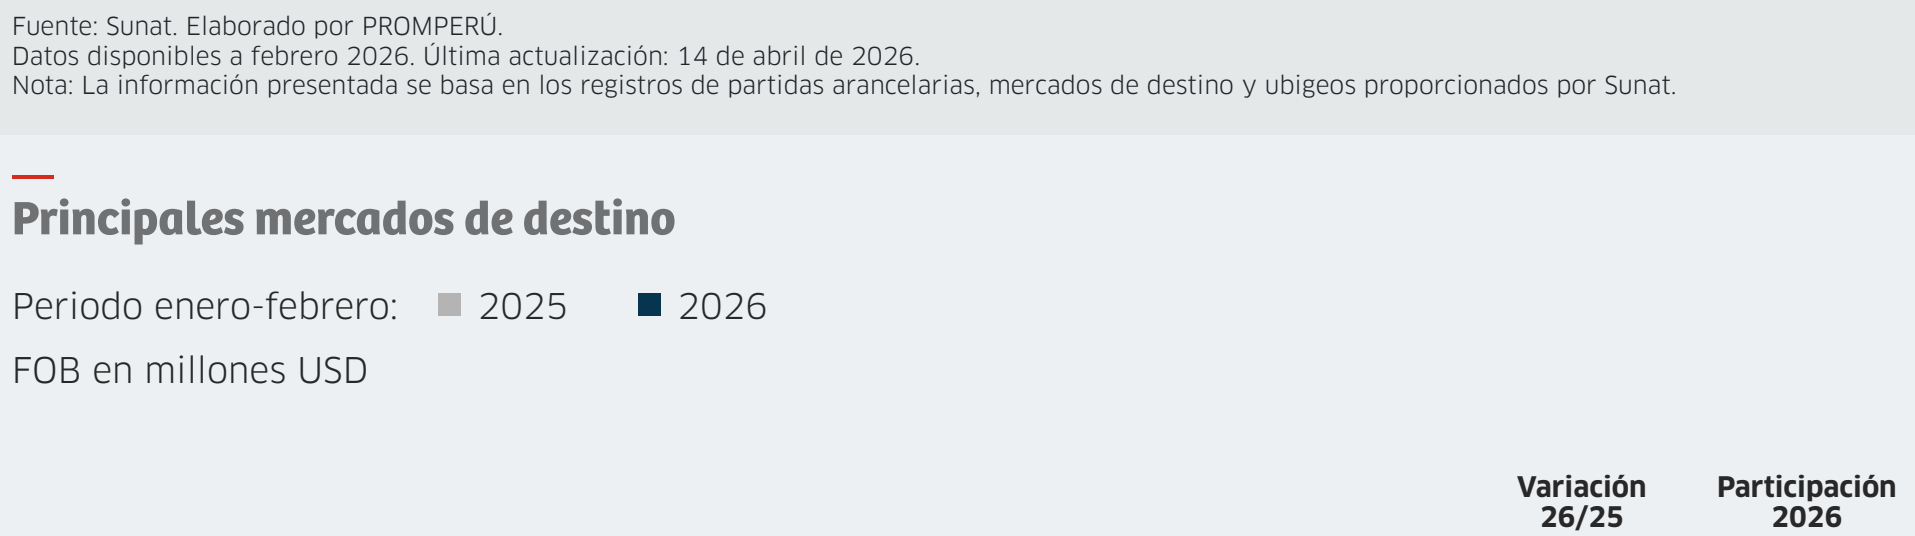 Fuente: Sunat. Elaborado por PROMPERÚ.
Datos disponibles a febrero 2026. Última actualización: 14 de abril de 2026.
Nota: La información presentada se basa en los registros de partidas arancelarias, mercados de destino y ubigeos proporcionados por Sunat.
Principales mercados de destino
Periodo enero-febrero: 2025 2026
FOB en millones USD
Variación Participación
26/25 2026